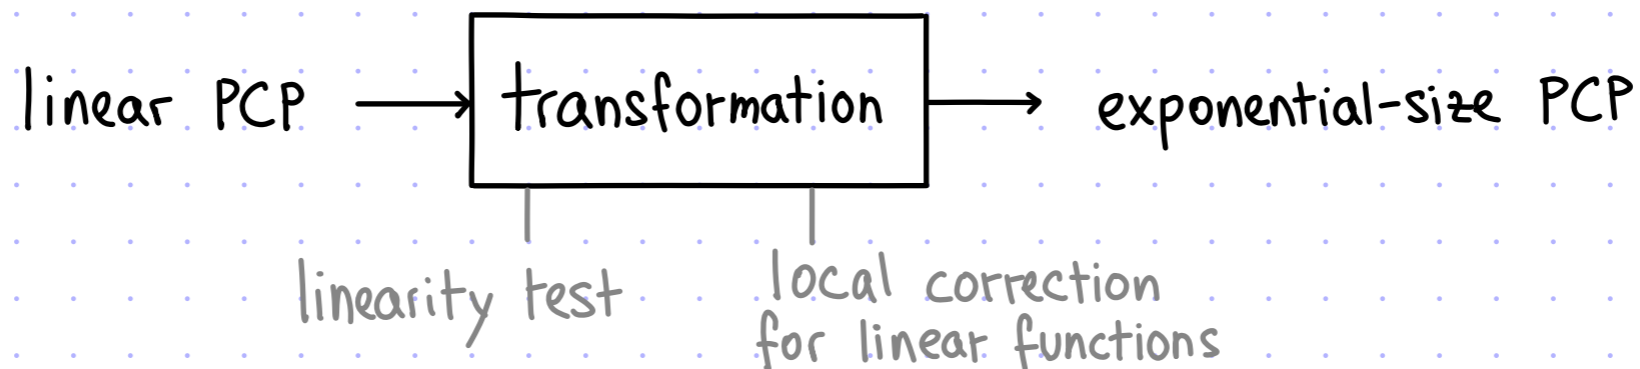 linear PCP → transformation → exponential-size PCP
linearity test
local correction
for linear functions